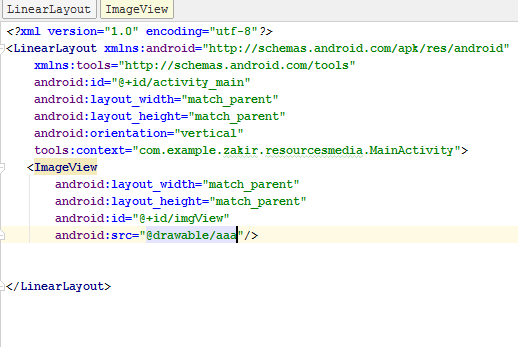 LinearLayout ImageView
<?xml version="1.0" encoding="utf-8"?>
<LinearLayout xmlns:android="http://schemas.android.com/apk/res/android"
    xmlns:tools="http://schemas.android.com/tools"
    android:id="@+id/activity_main"
    android:layout_width="match_parent"
    android:layout_height="match_parent"
    android:orientation="vertical"
    tools:context="com.example.zakir.resourcesmedia.MainActivity">
   <ImageView
       android:layout_width="match_parent"
       android:layout_height="match_parent"
       android:id="@+id/imgView"
       android:src="@drawable/aaa"/>
</LinearLayout>